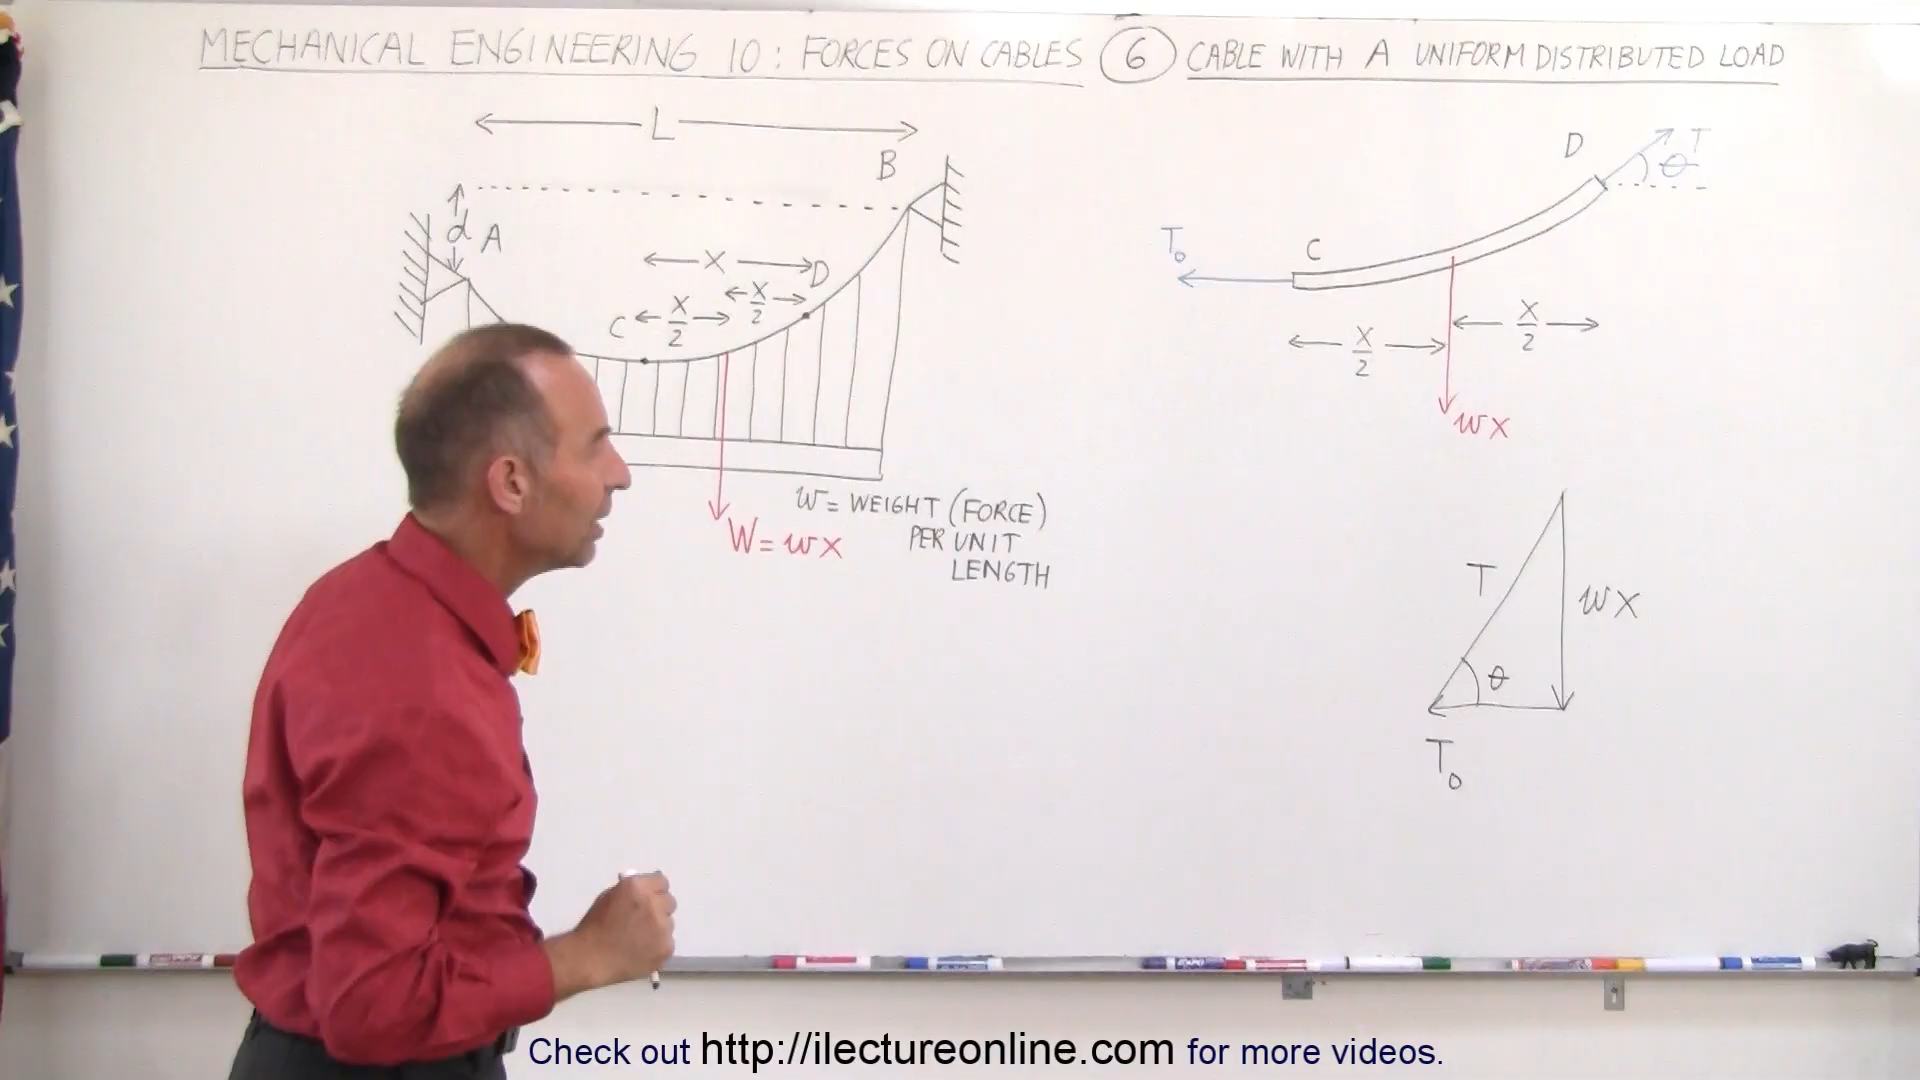 MECHANICAL ENGINEERING 10: FORCES ON CABLES 6 CABLE WITH A UNIFORM DISTRIBUTED LOAD
L
B
d A
x
D
C x/2 x/2
W = wx
w = WEIGHT (FORCE)
PER UNIT
LENGTH
D T
θ
T₀ C
x/2 x/2
wx
T wx
θ
T₀
EXPO
Check out http://ilectureonline.com for more videos.